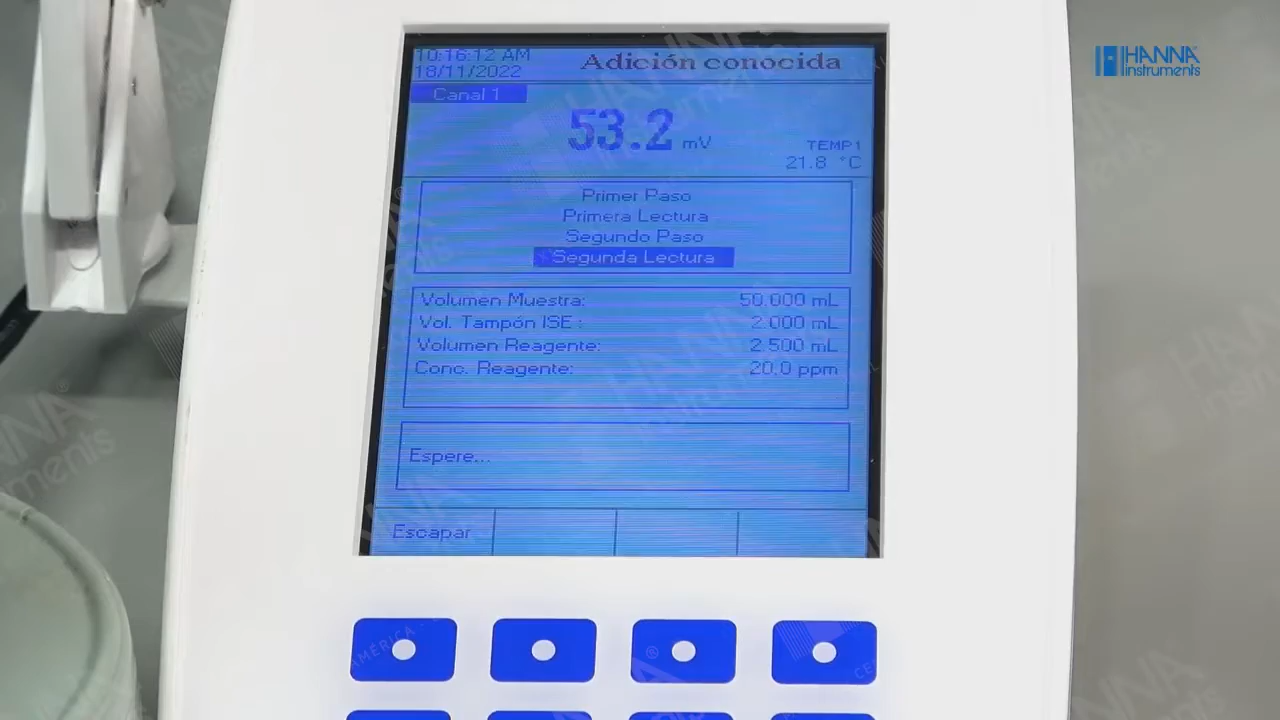 HANNA
instruments
10:16:12 AM
18/11/2022
Adición conocida
Canal 1
53.2 mV
TEMP1
21.8 °C
Primer Paso
Primera Lectura
Segundo Paso
Segunda Lectura
Volumen Muestra: 50.000 mL
Vol. Tampón ISE : 2.000 mL
Volumen Reagente: 2.500 mL
Conc. Reagente: 20.0 ppm
Espere...
Escapar